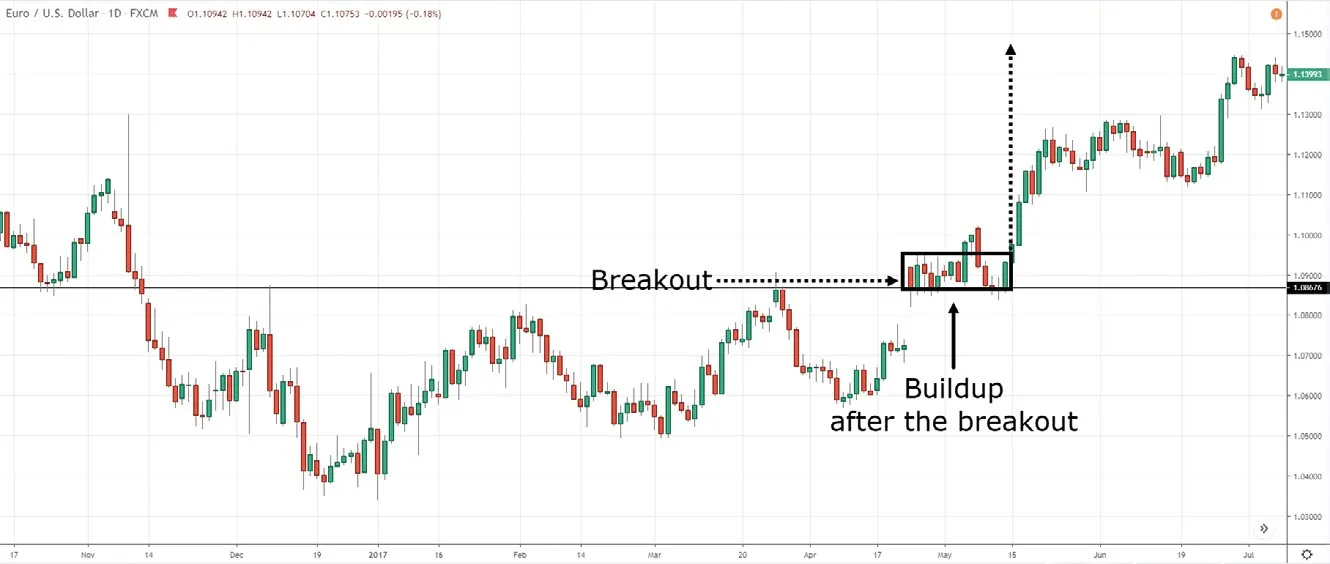 Euro / U.S. Dollar · 1D · FXCM O1.10942 H1.10942 L1.10704 C1.10753 −0.00195 (−0.18%)
1.15000
1.13993
1.13000
1.12000
1.11000
1.10000
1.09000
1.08676
1.08000
1.07000
1.06000
1.05000
1.04000
1.03000
Breakout
Buildup
after the breakout
17 Nov 14 Dec 19 2017 16 Feb 14 Mar 20 Apr 17 May 15 Jun 19 Jul